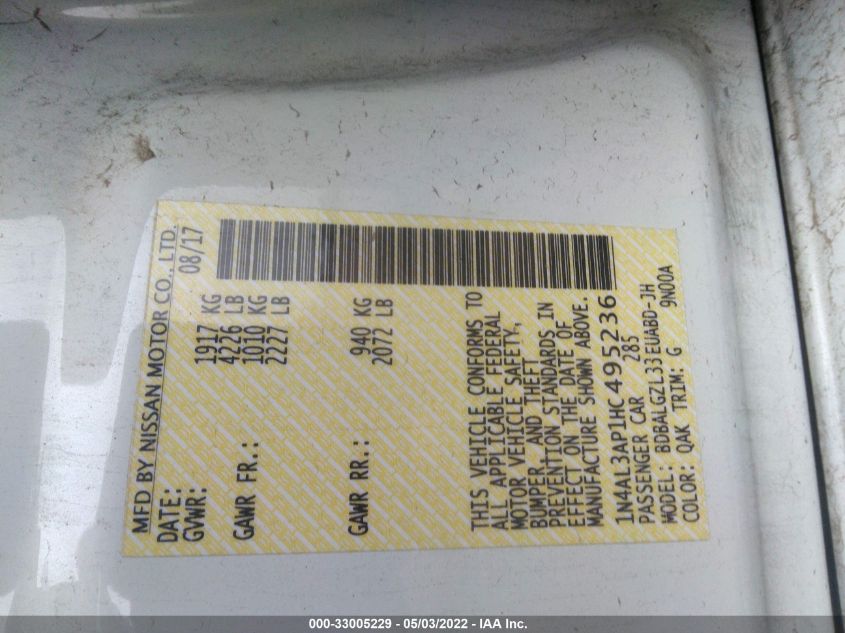 MFD BY NISSAN MOTOR CO., LTD.
DATE: 08/17
GVWR: 1917 KG
4226 LB
GAWR FR.: 1010 KG
2227 LB
GAWR RR.: 940 KG
2072 LB
THIS VEHICLE CONFORMS TO
ALL APPLICABLE FEDERAL
MOTOR VEHICLE SAFETY,
BUMPER, AND THEFT
PREVENTION STANDARDS IN
EFFECT ON THE DATE OF
MANUFACTURE SHOWN ABOVE.
1N4AL3AP1HC495236
PASSENGER CAR 285
MODEL: BDBALGZL33EUABD-JH
COLOR: QAK TRIM: G 9N00A
000-33005229 - 05/03/2022 - IAA Inc.